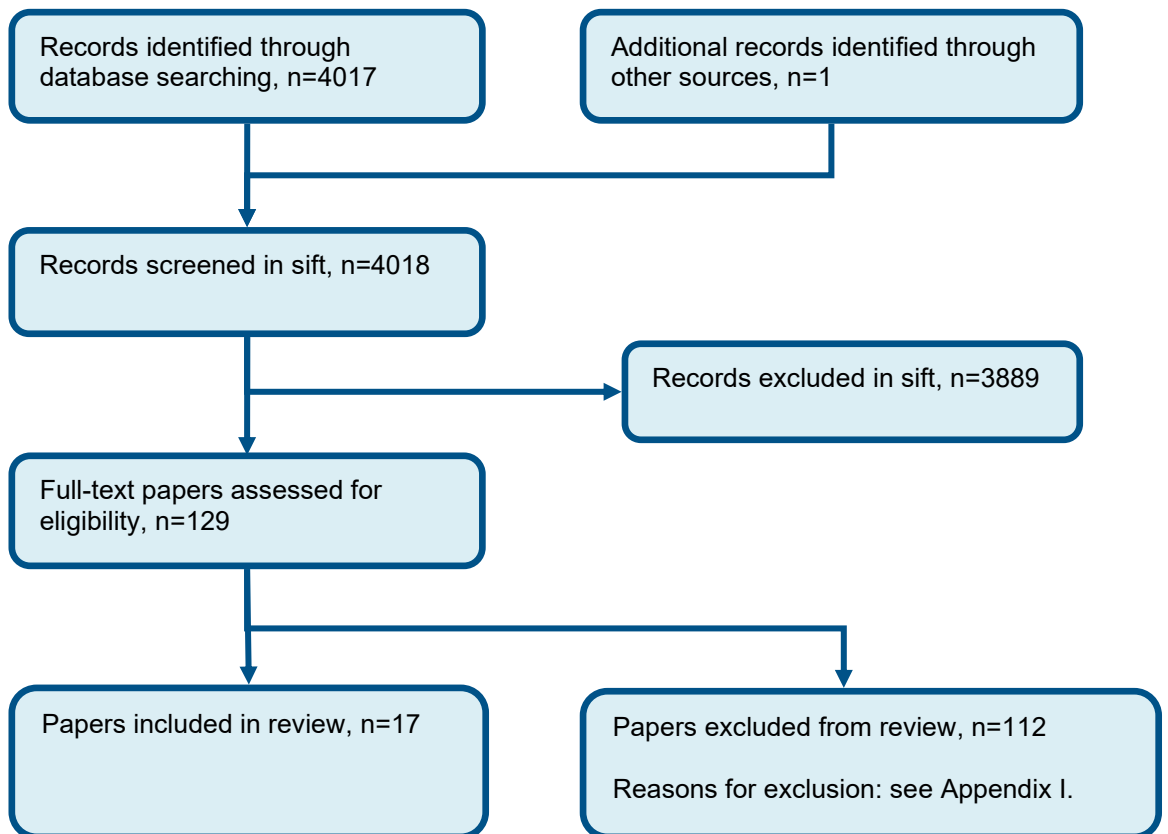 Records identified through
database searching, n=4017
Additional records identified through
other sources, n=1
Records screened in sift, n=4018
Records excluded in sift, n=3889
Full-text papers assessed for
eligibility, n=129
Papers included in review, n=17
Papers excluded from review, n=112
Reasons for exclusion: see Appendix I.